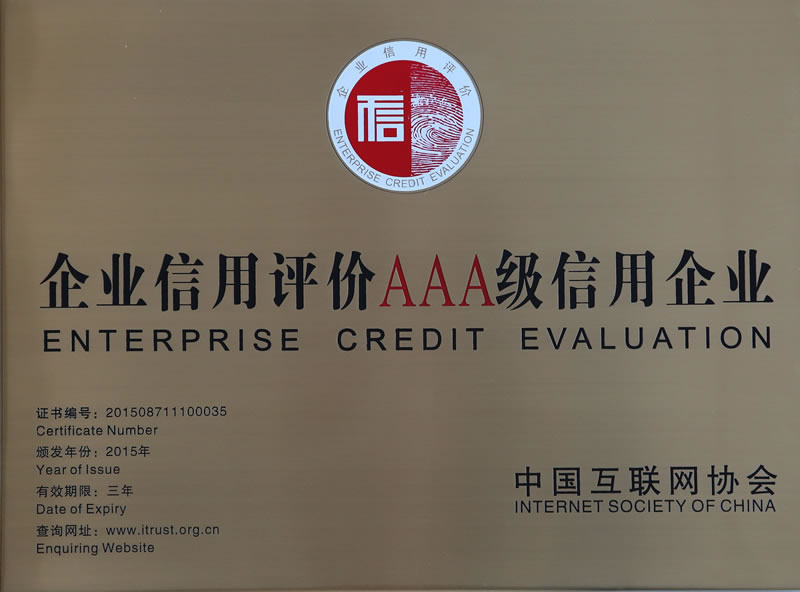 企业信用评价
信
ENTERPRISE CREDIT EVALUATION
企业信用评价AAA级信用企业
ENTERPRISE CREDIT EVALUATION
证书编号：201508711100035
Certificate Number
颁发年份：2015年
Year of Issue
有效期限：三年
Date of Expiry
查询网址：www.itrust.org.cn
Enquiring Website
中国互联网协会
INTERNET SOCIETY OF CHINA